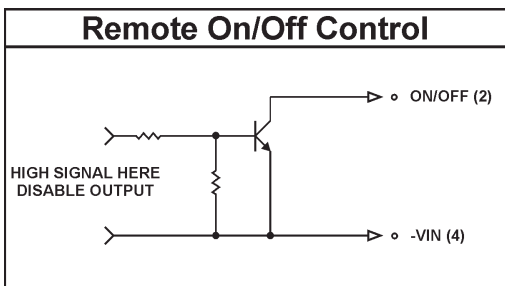 Remote On/Off Control
ON/OFF (2)
HIGH SIGNAL HERE
DISABLE OUTPUT
-VIN (4)